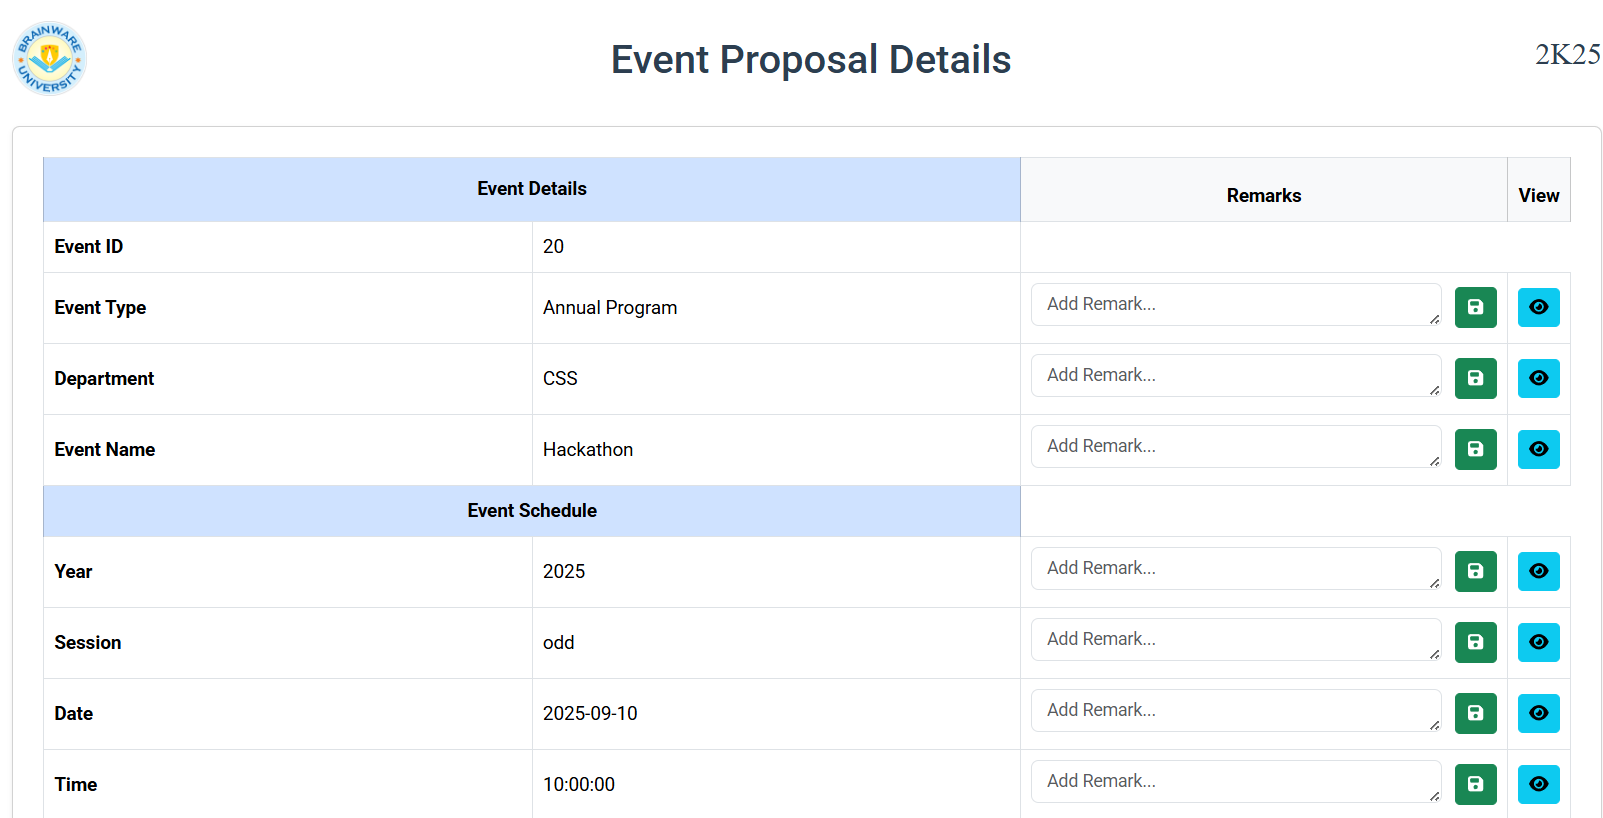 BRAINWARE UNIVERSITY
Event Proposal Details
2K25
Event Details Remarks View
Event ID 20
Event Type Annual Program Add Remark...
Department CSS Add Remark...
Event Name Hackathon Add Remark...
Event Schedule
Year 2025 Add Remark...
Session odd Add Remark...
Date 2025-09-10 Add Remark...
Time 10:00:00 Add Remark...